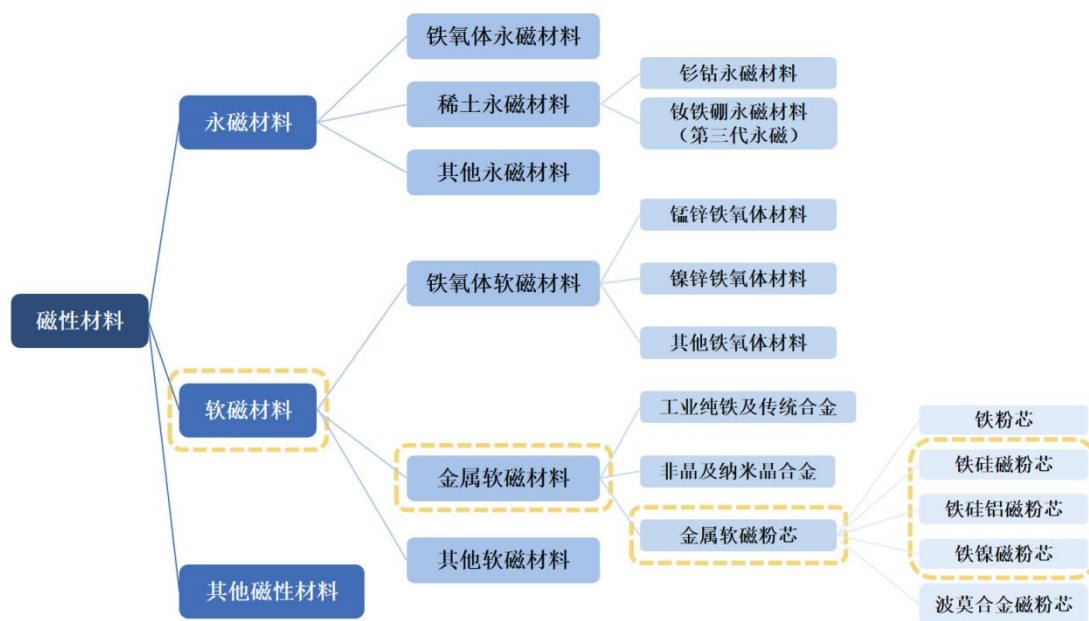 磁性材料
永磁材料
铁氧体永磁材料
稀土永磁材料
钐钴永磁材料
钕铁硼永磁材料
（第三代永磁）
其他永磁材料
软磁材料
铁氧体软磁材料
锰锌铁氧体材料
镍锌铁氧体材料
其他铁氧体材料
金属软磁材料
工业纯铁及传统合金
非晶及纳米晶合金
金属软磁粉芯
铁粉芯
铁硅磁粉芯
铁硅铝磁粉芯
铁镍磁粉芯
波莫合金磁粉芯
其他软磁材料
其他磁性材料